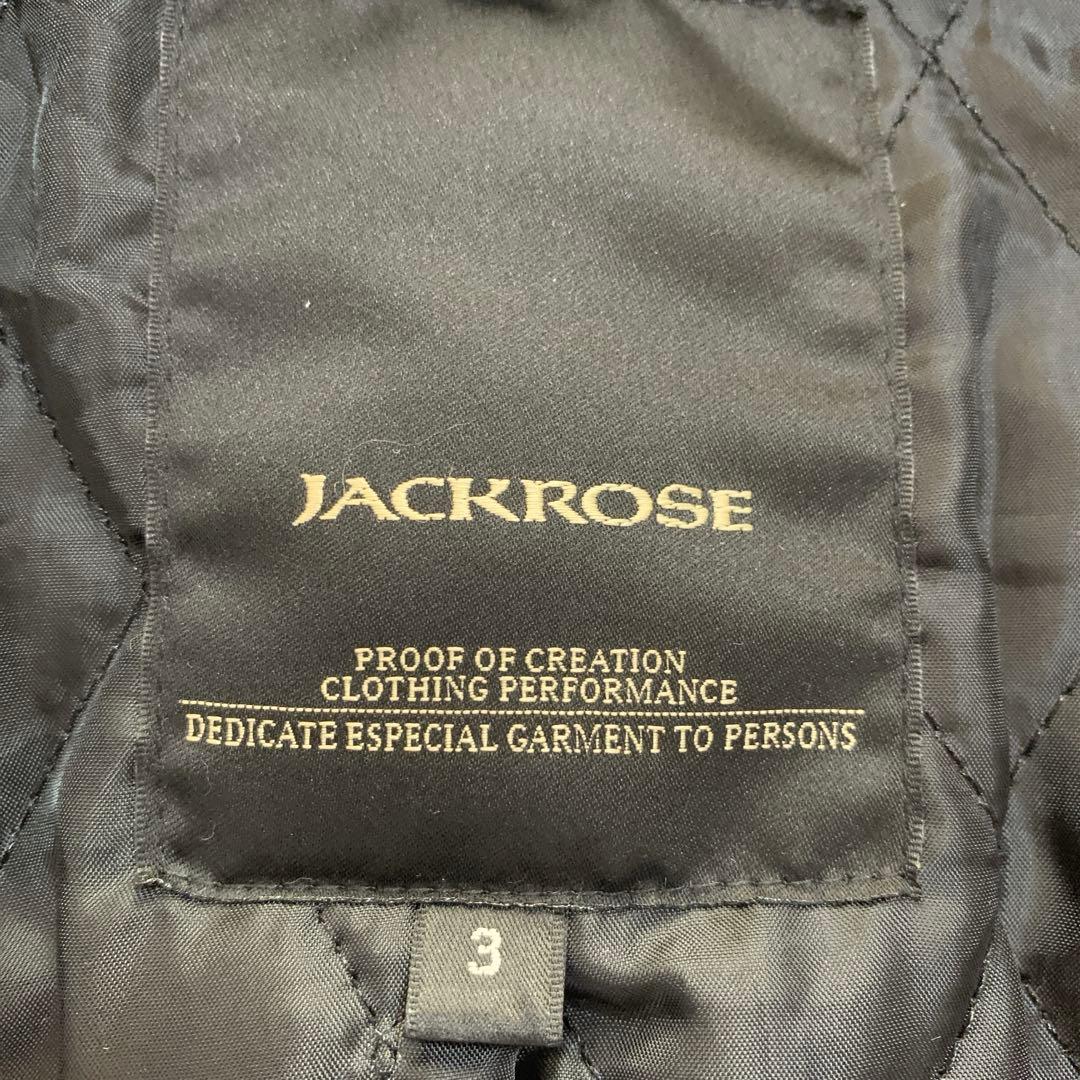 JACKROSE
PROOF OF CREATION
CLOTHING PERFORMANCE
DEDICATE ESPECIAL GARMENT TO PERSONS
3